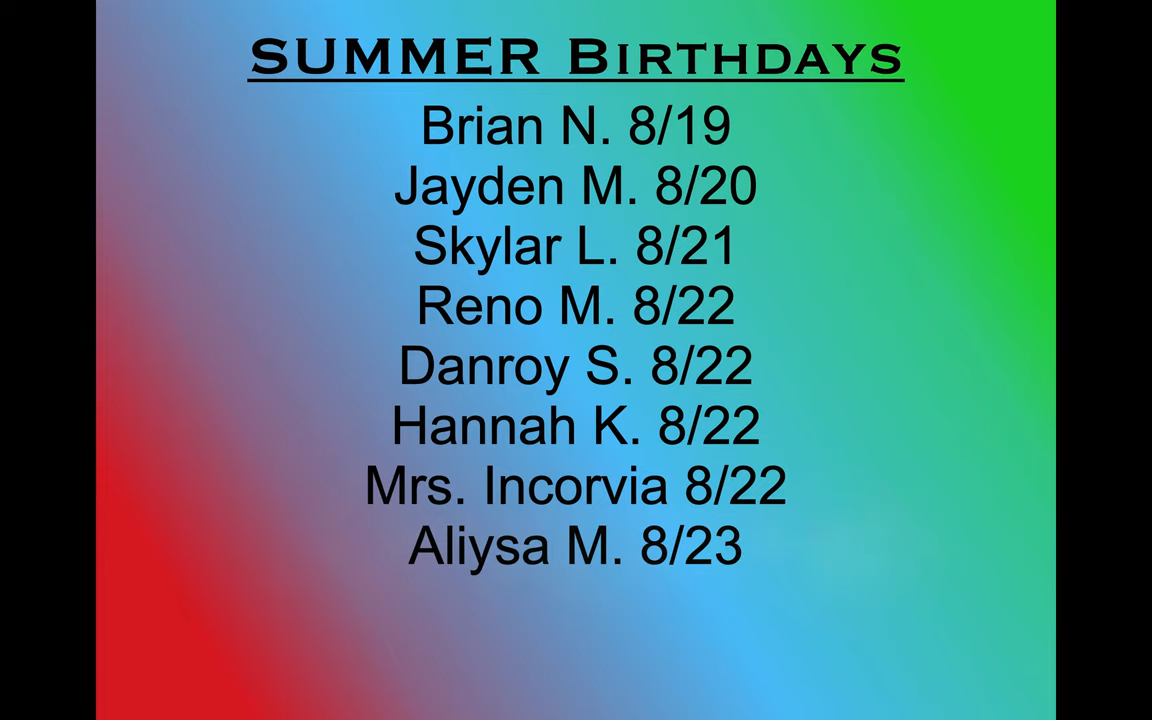 SUMMER BIRTHDAYS
Brian N. 8/19
Jayden M. 8/20
Skylar L. 8/21
Reno M. 8/22
Danroy S. 8/22
Hannah K. 8/22
Mrs. Incorvia 8/22
Aliysa M. 8/23